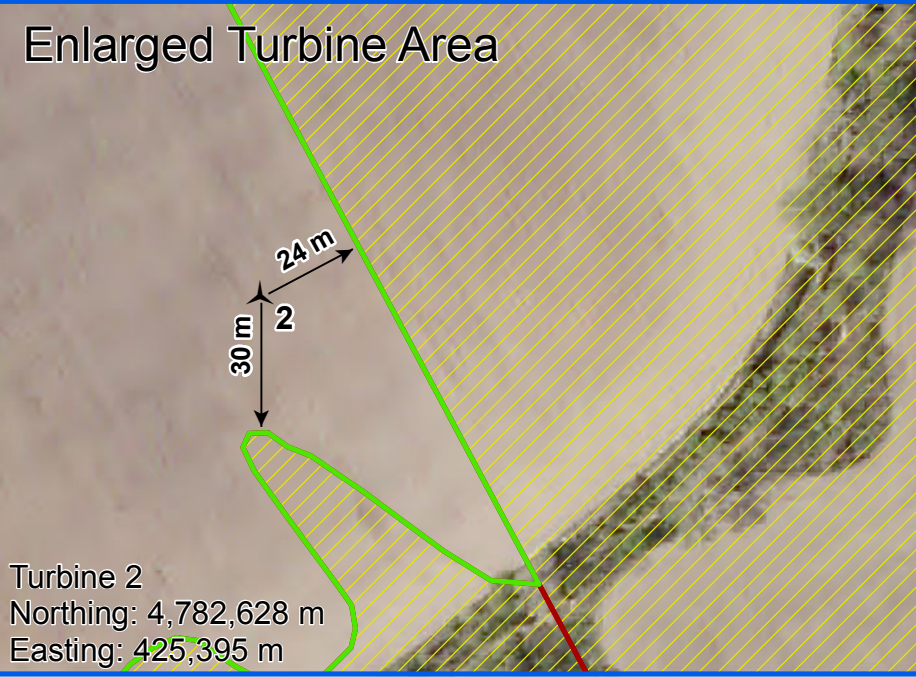 Enlarged Turbine Area
24 m
2
30 m
Turbine 2
Northing: 4,782,628 m
Easting: 425,395 m